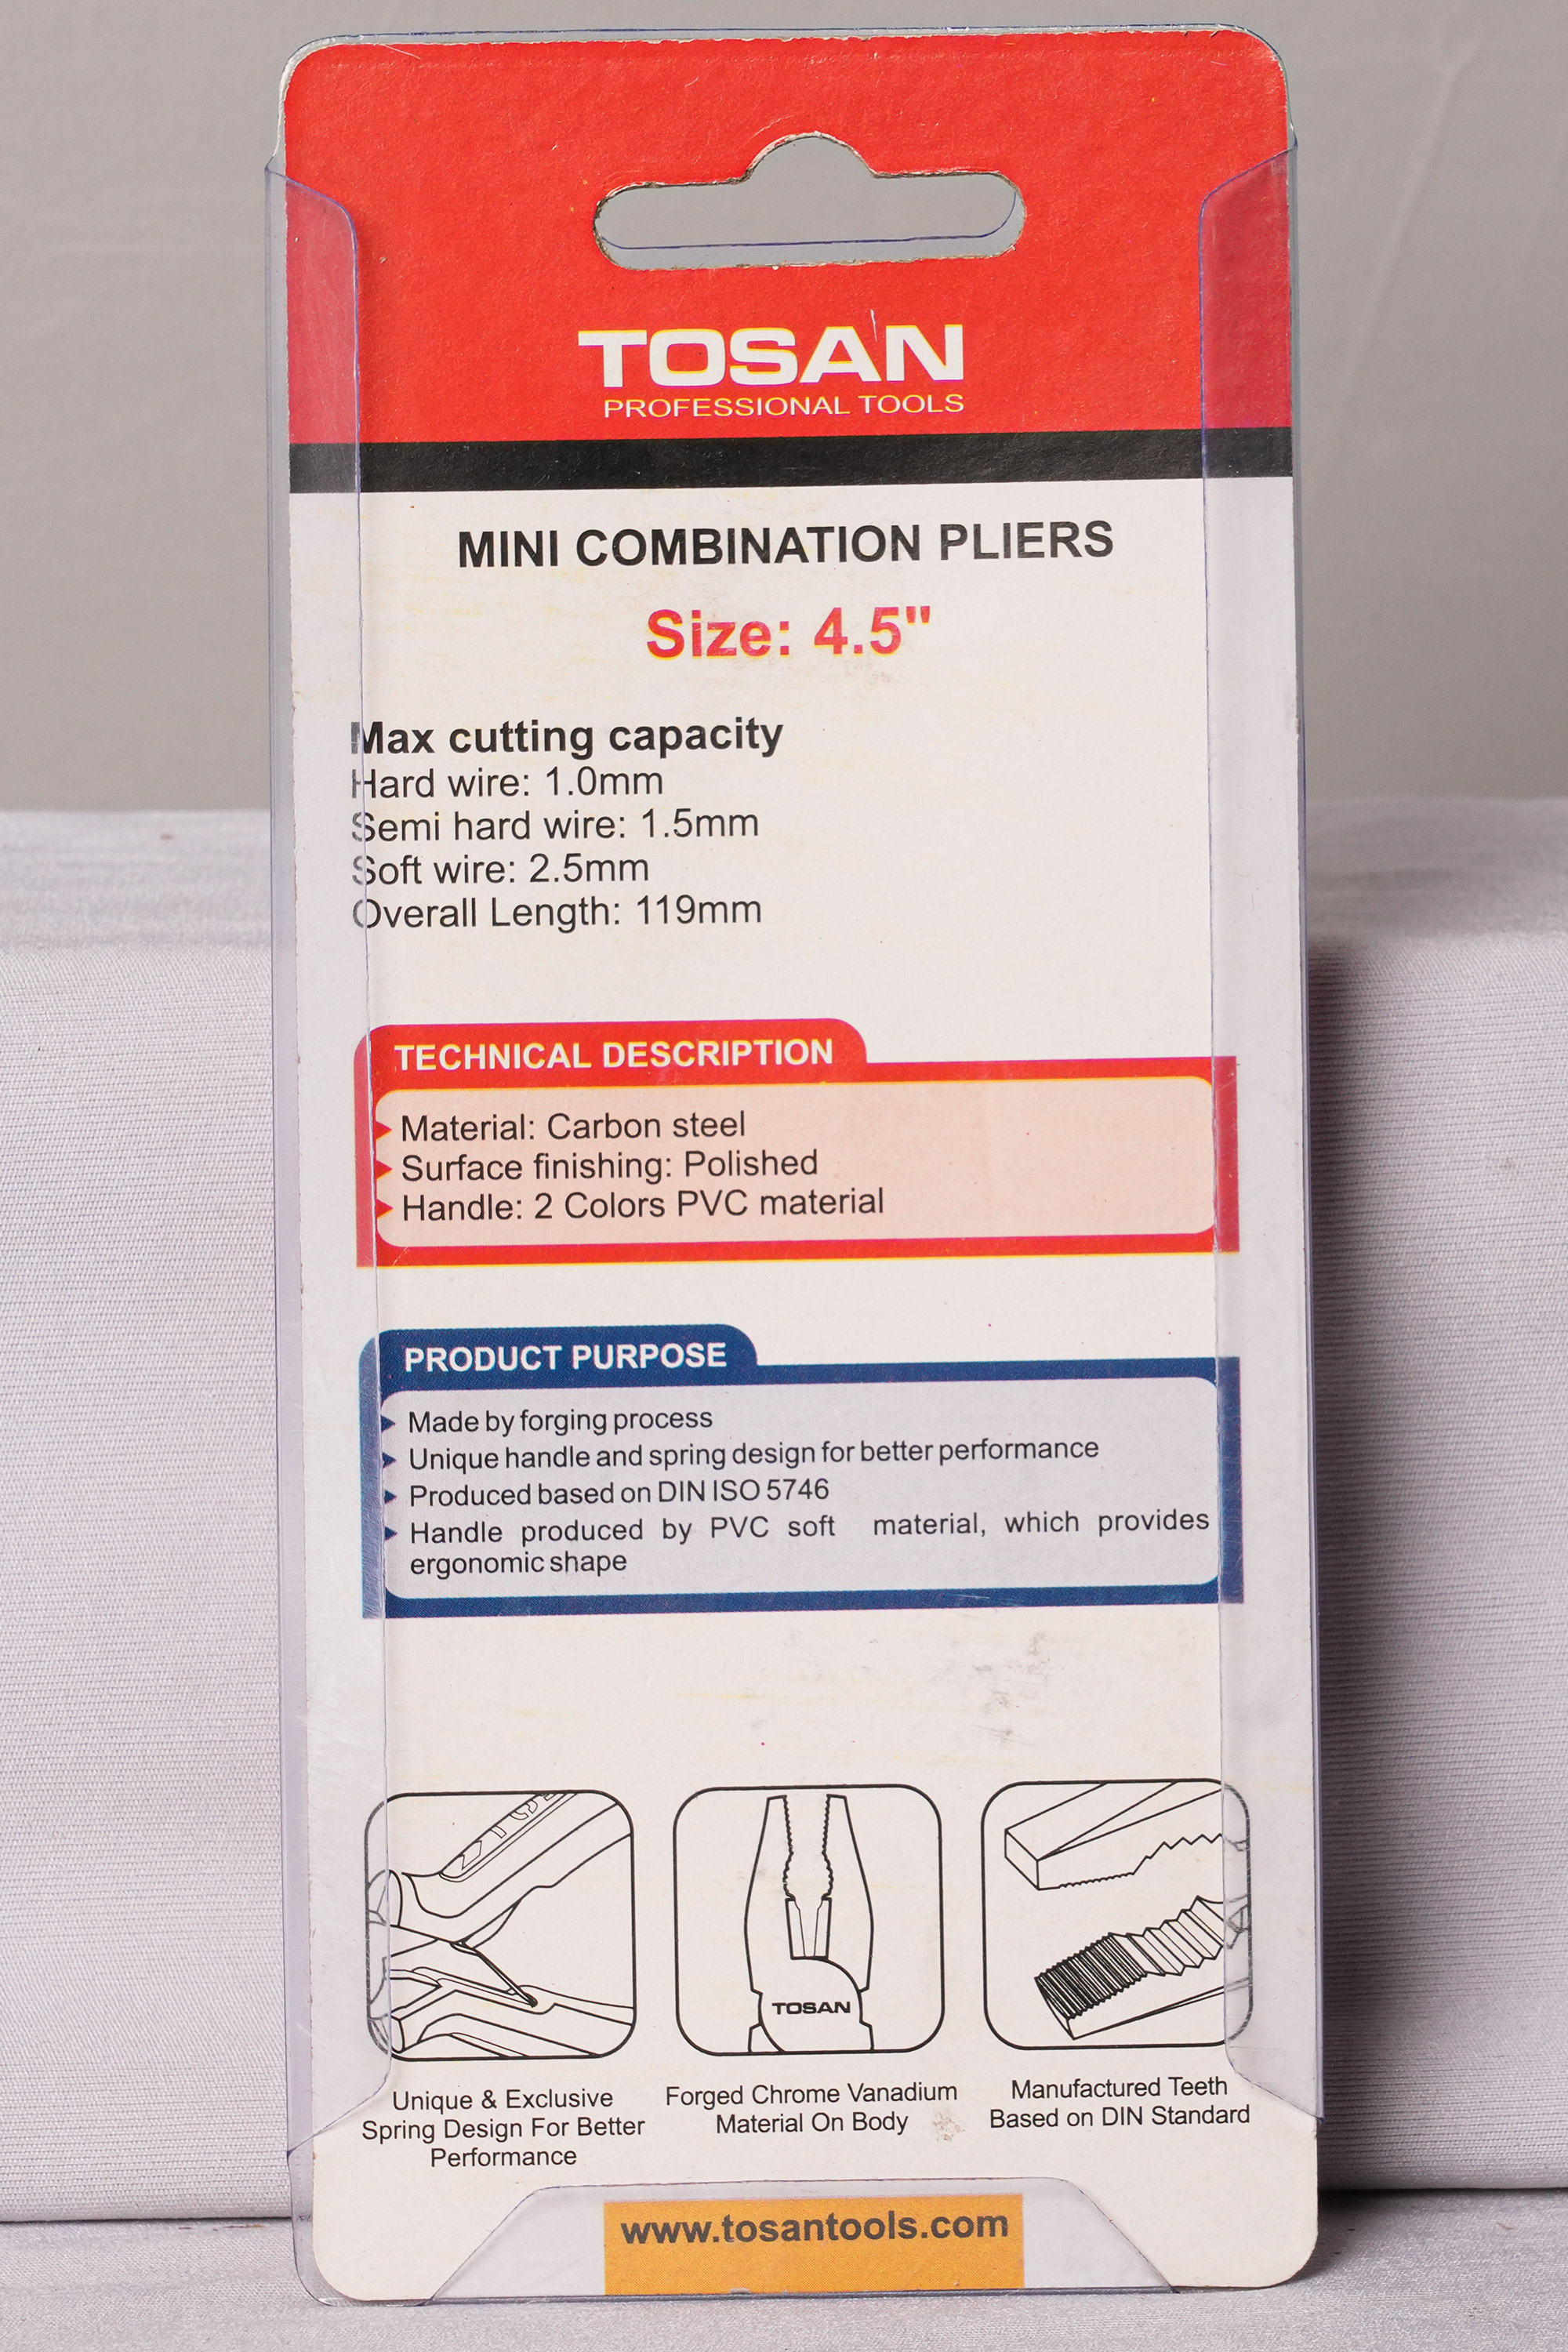 TOSAN
PROFESSIONAL TOOLS
MINI COMBINATION PLIERS
Size: 4.5"
Max cutting capacity
Hard wire: 1.0mm
Semi hard wire: 1.5mm
Soft wire: 2.5mm
Overall Length: 119mm
TECHNICAL DESCRIPTION
Material: Carbon steel
Surface finishing: Polished
Handle: 2 Colors PVC material
PRODUCT PURPOSE
Made by forging process
Unique handle and spring design for better performance
Produced based on DIN ISO 5746
Handle produced by PVC soft material, which provides
ergonomic shape
TOSAN
Unique & Exclusive
Spring Design For Better
Performance
Forged Chrome Vanadium
Material On Body
Manufactured Teeth
Based on DIN Standard
www.tosantools.com